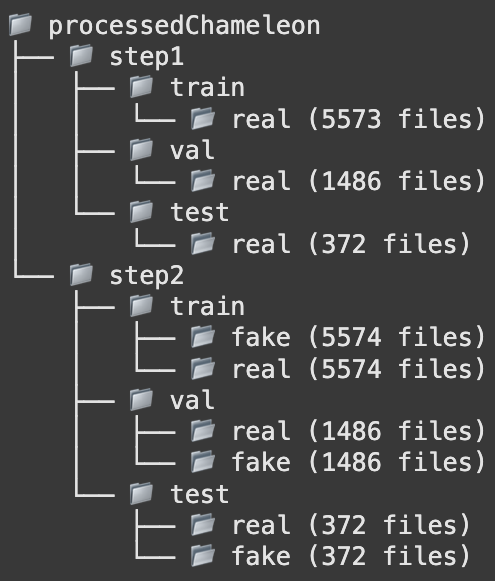 processedChameleon
step1
train
real (5573 files)
val
real (1486 files)
test
real (372 files)
step2
train
fake (5574 files)
real (5574 files)
val
real (1486 files)
fake (1486 files)
test
real (372 files)
fake (372 files)